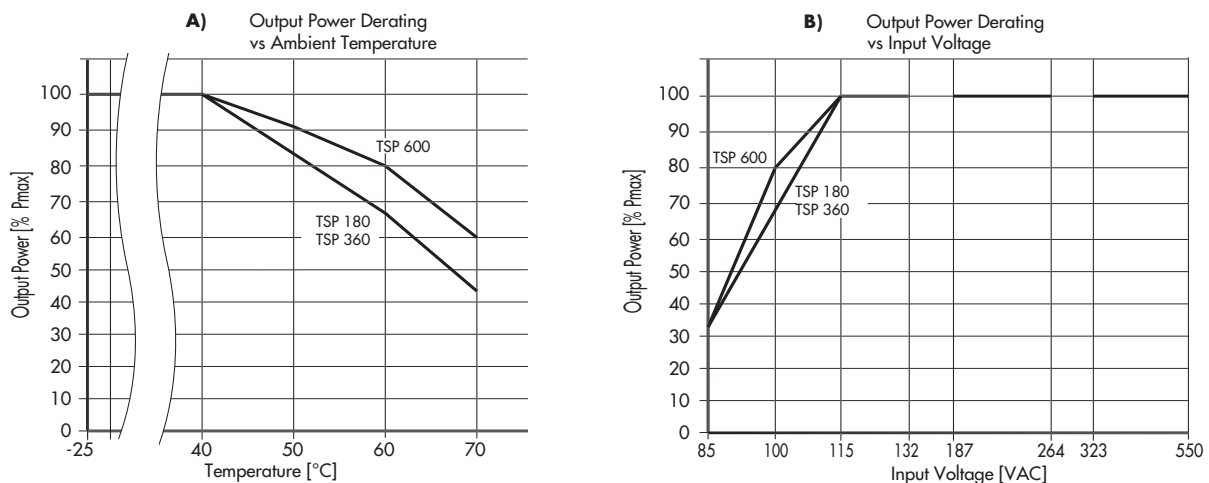 A) Output Power Derating
vs Ambient Temperature
Output Power [% Pmax]
100
90
80
70
60
50
40
30
20
10
0
TSP 600
TSP 180
TSP 360
-25 40 50 60 70
Temperature [°C]
B) Output Power Derating
vs Input Voltage
Output Power [% Pmax]
100
90
80
70
60
50
40
30
20
10
0
TSP 600
TSP 180
TSP 360
85 100 115 132 187 264 323 550
Input Voltage [VAC]